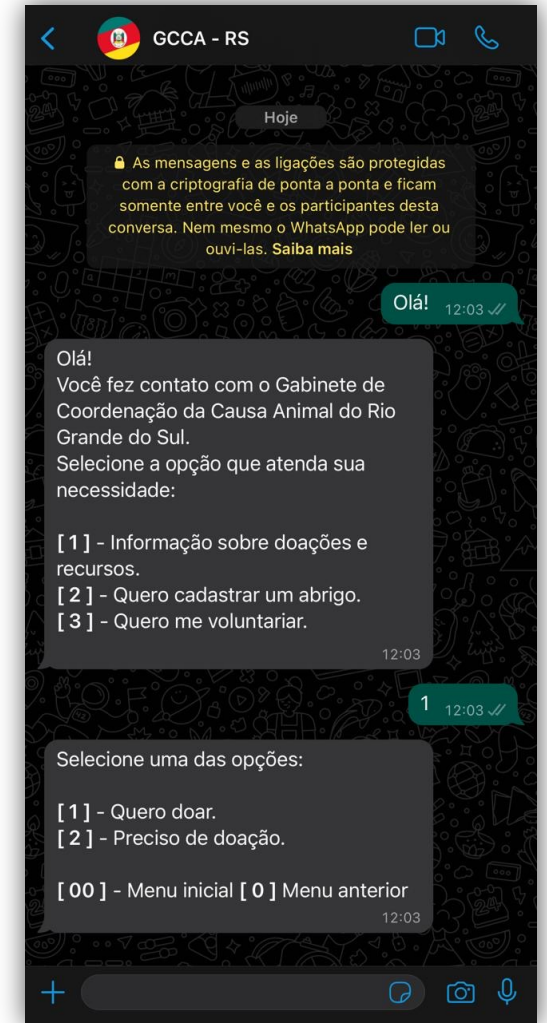 GCCA - RS
Hoje
As mensagens e as ligações são protegidas
com a criptografia de ponta a ponta e ficam
somente entre você e os participantes desta
conversa. Nem mesmo o WhatsApp pode ler ou
ouvi-las. Saiba mais
Olá! 12:03
Olá!
Você fez contato com o Gabinete de
Coordenação da Causa Animal do Rio
Grande do Sul.
Selecione a opção que atenda sua
necessidade:
[ 1 ] - Informação sobre doações e
recursos.
[ 2 ] - Quero cadastrar um abrigo.
[ 3 ] - Quero me voluntariar.
12:03
1 12:03
Selecione uma das opções:
[ 1 ] - Quero doar.
[ 2 ] - Preciso de doação.
[ 00 ] - Menu inicial [ 0 ] Menu anterior
12:03